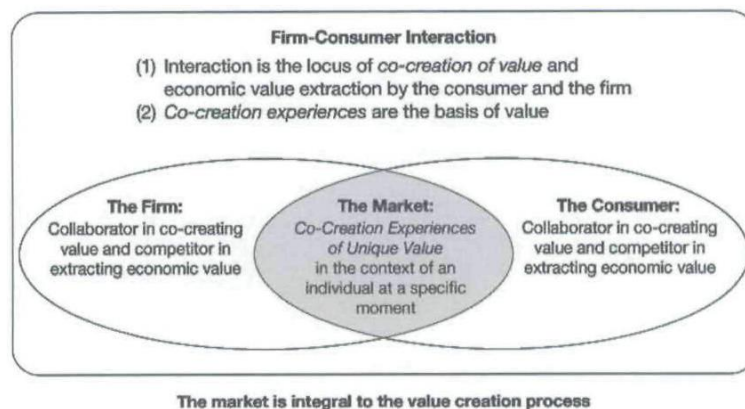 Firm-Consumer Interaction
(1) Interaction is the locus of co-creation of value and
economic value extraction by the consumer and the firm
(2) Co-creation experiences are the basis of value
The Firm:
Collaborator in co-creating
value and competitor in
extracting economic value
The Market:
Co-Creation Experiences
of Unique Value
in the context of an
individual at a specific
moment
The Consumer:
Collaborator in co-creating
value and competitor in
extracting economic value
The market is integral to the value creation process